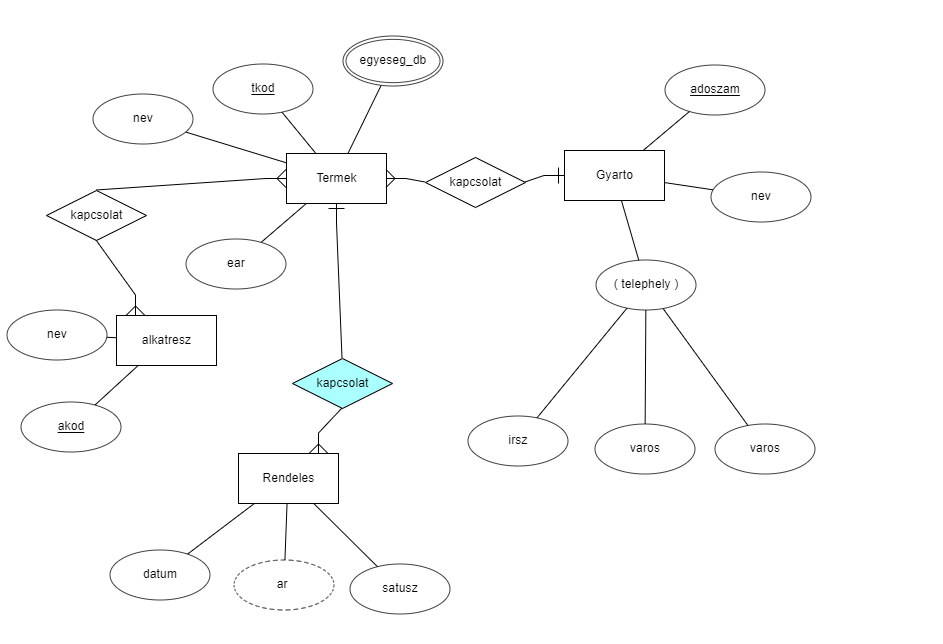 egyeseg_db
tkod
adoszam
nev
Termek
kapcsolat
Gyarto
nev
kapcsolat
ear
( telephely )
nev
alkatresz
kapcsolat
akod
irsz
varos
varos
Rendeles
datum
ar
satusz